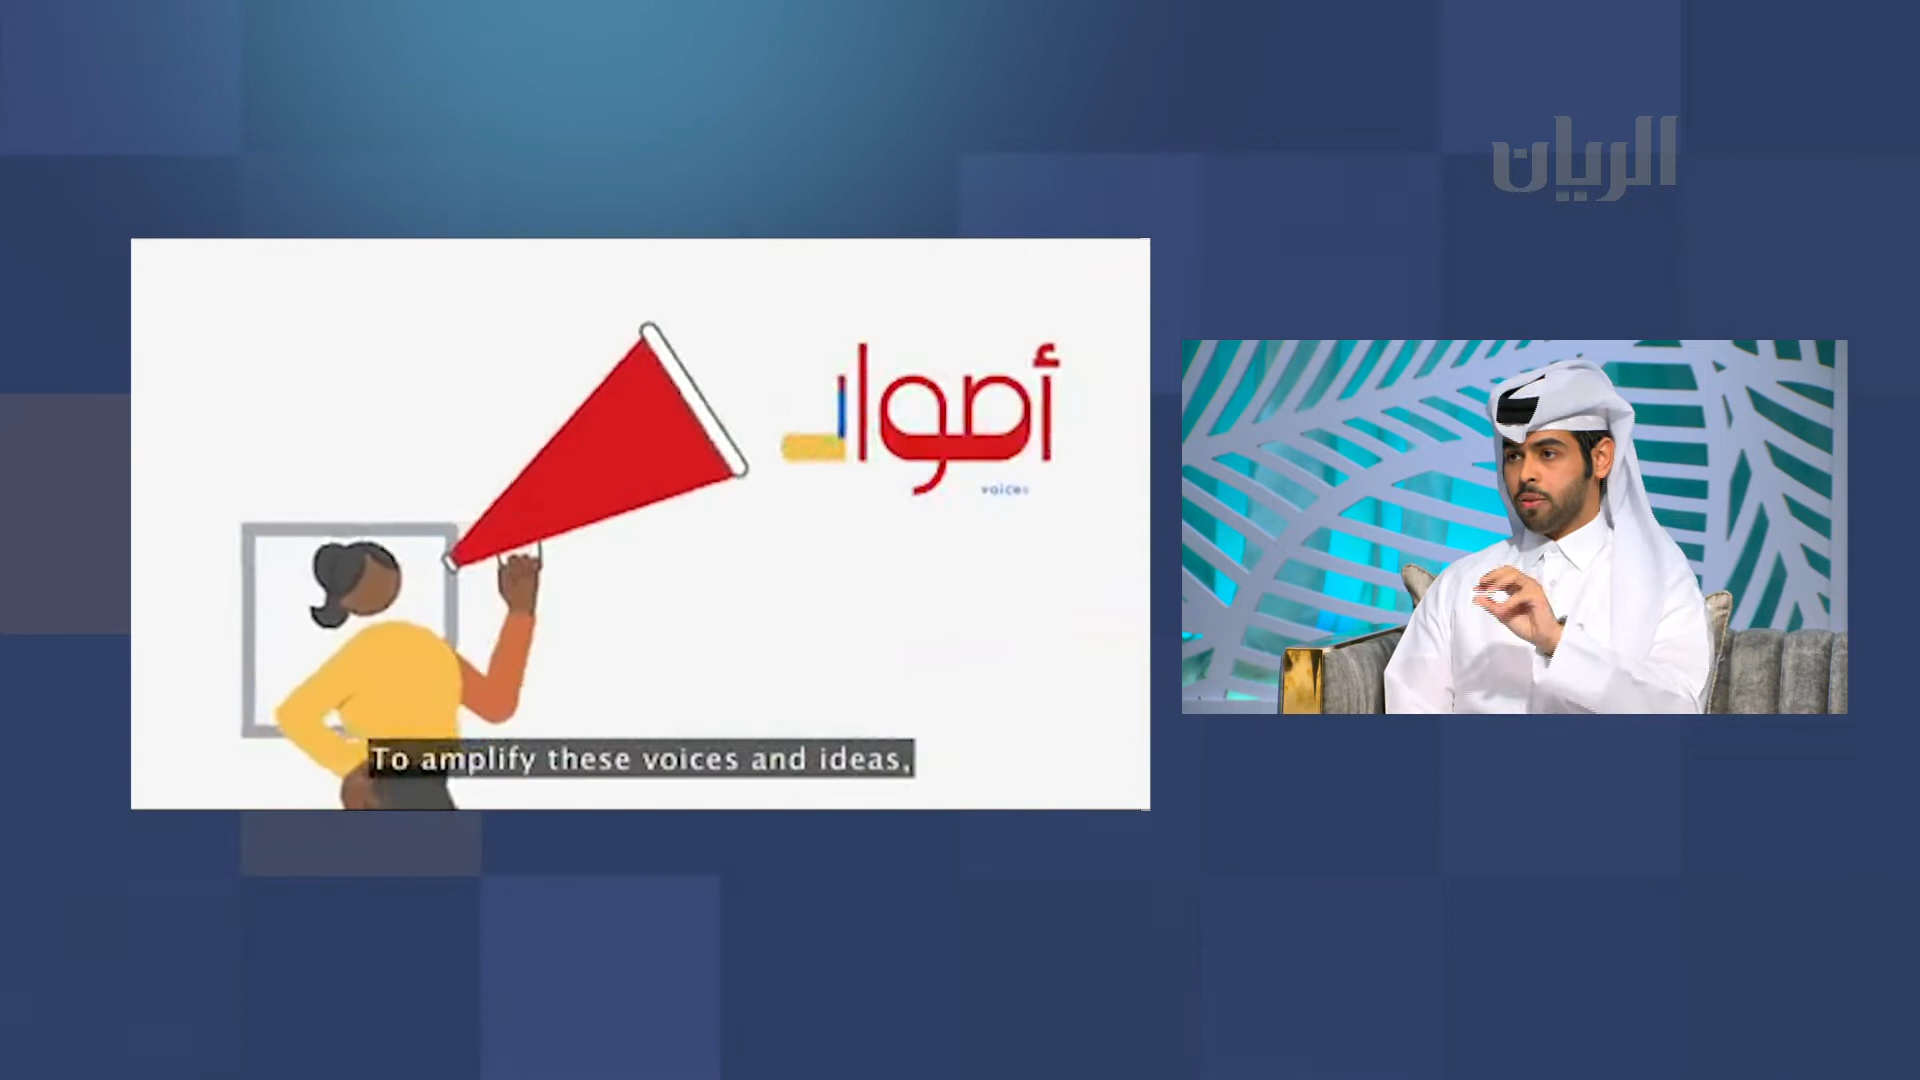 الريان
أصوات
voices
To amplify these voices and ideas,